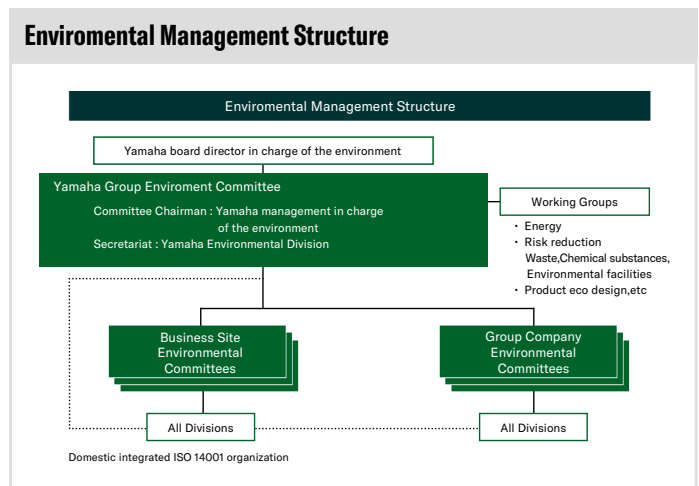 Enviromental Management Structure
Enviromental Management Structure
Yamaha board director in charge of the environment
Yamaha Group Enviroment Committee
Committee Chairman : Yamaha management in charge
of the environment
Secretariat : Yamaha Environmental Division
Working Groups
・ Energy
・ Risk reduction
Waste,Chemical substances,
Environmental facilities
・ Product eco design,etc
Business Site
Environmental
Committees
Group Company
Environmental
Committees
All Divisions
All Divisions
Domestic integrated ISO 14001 organization